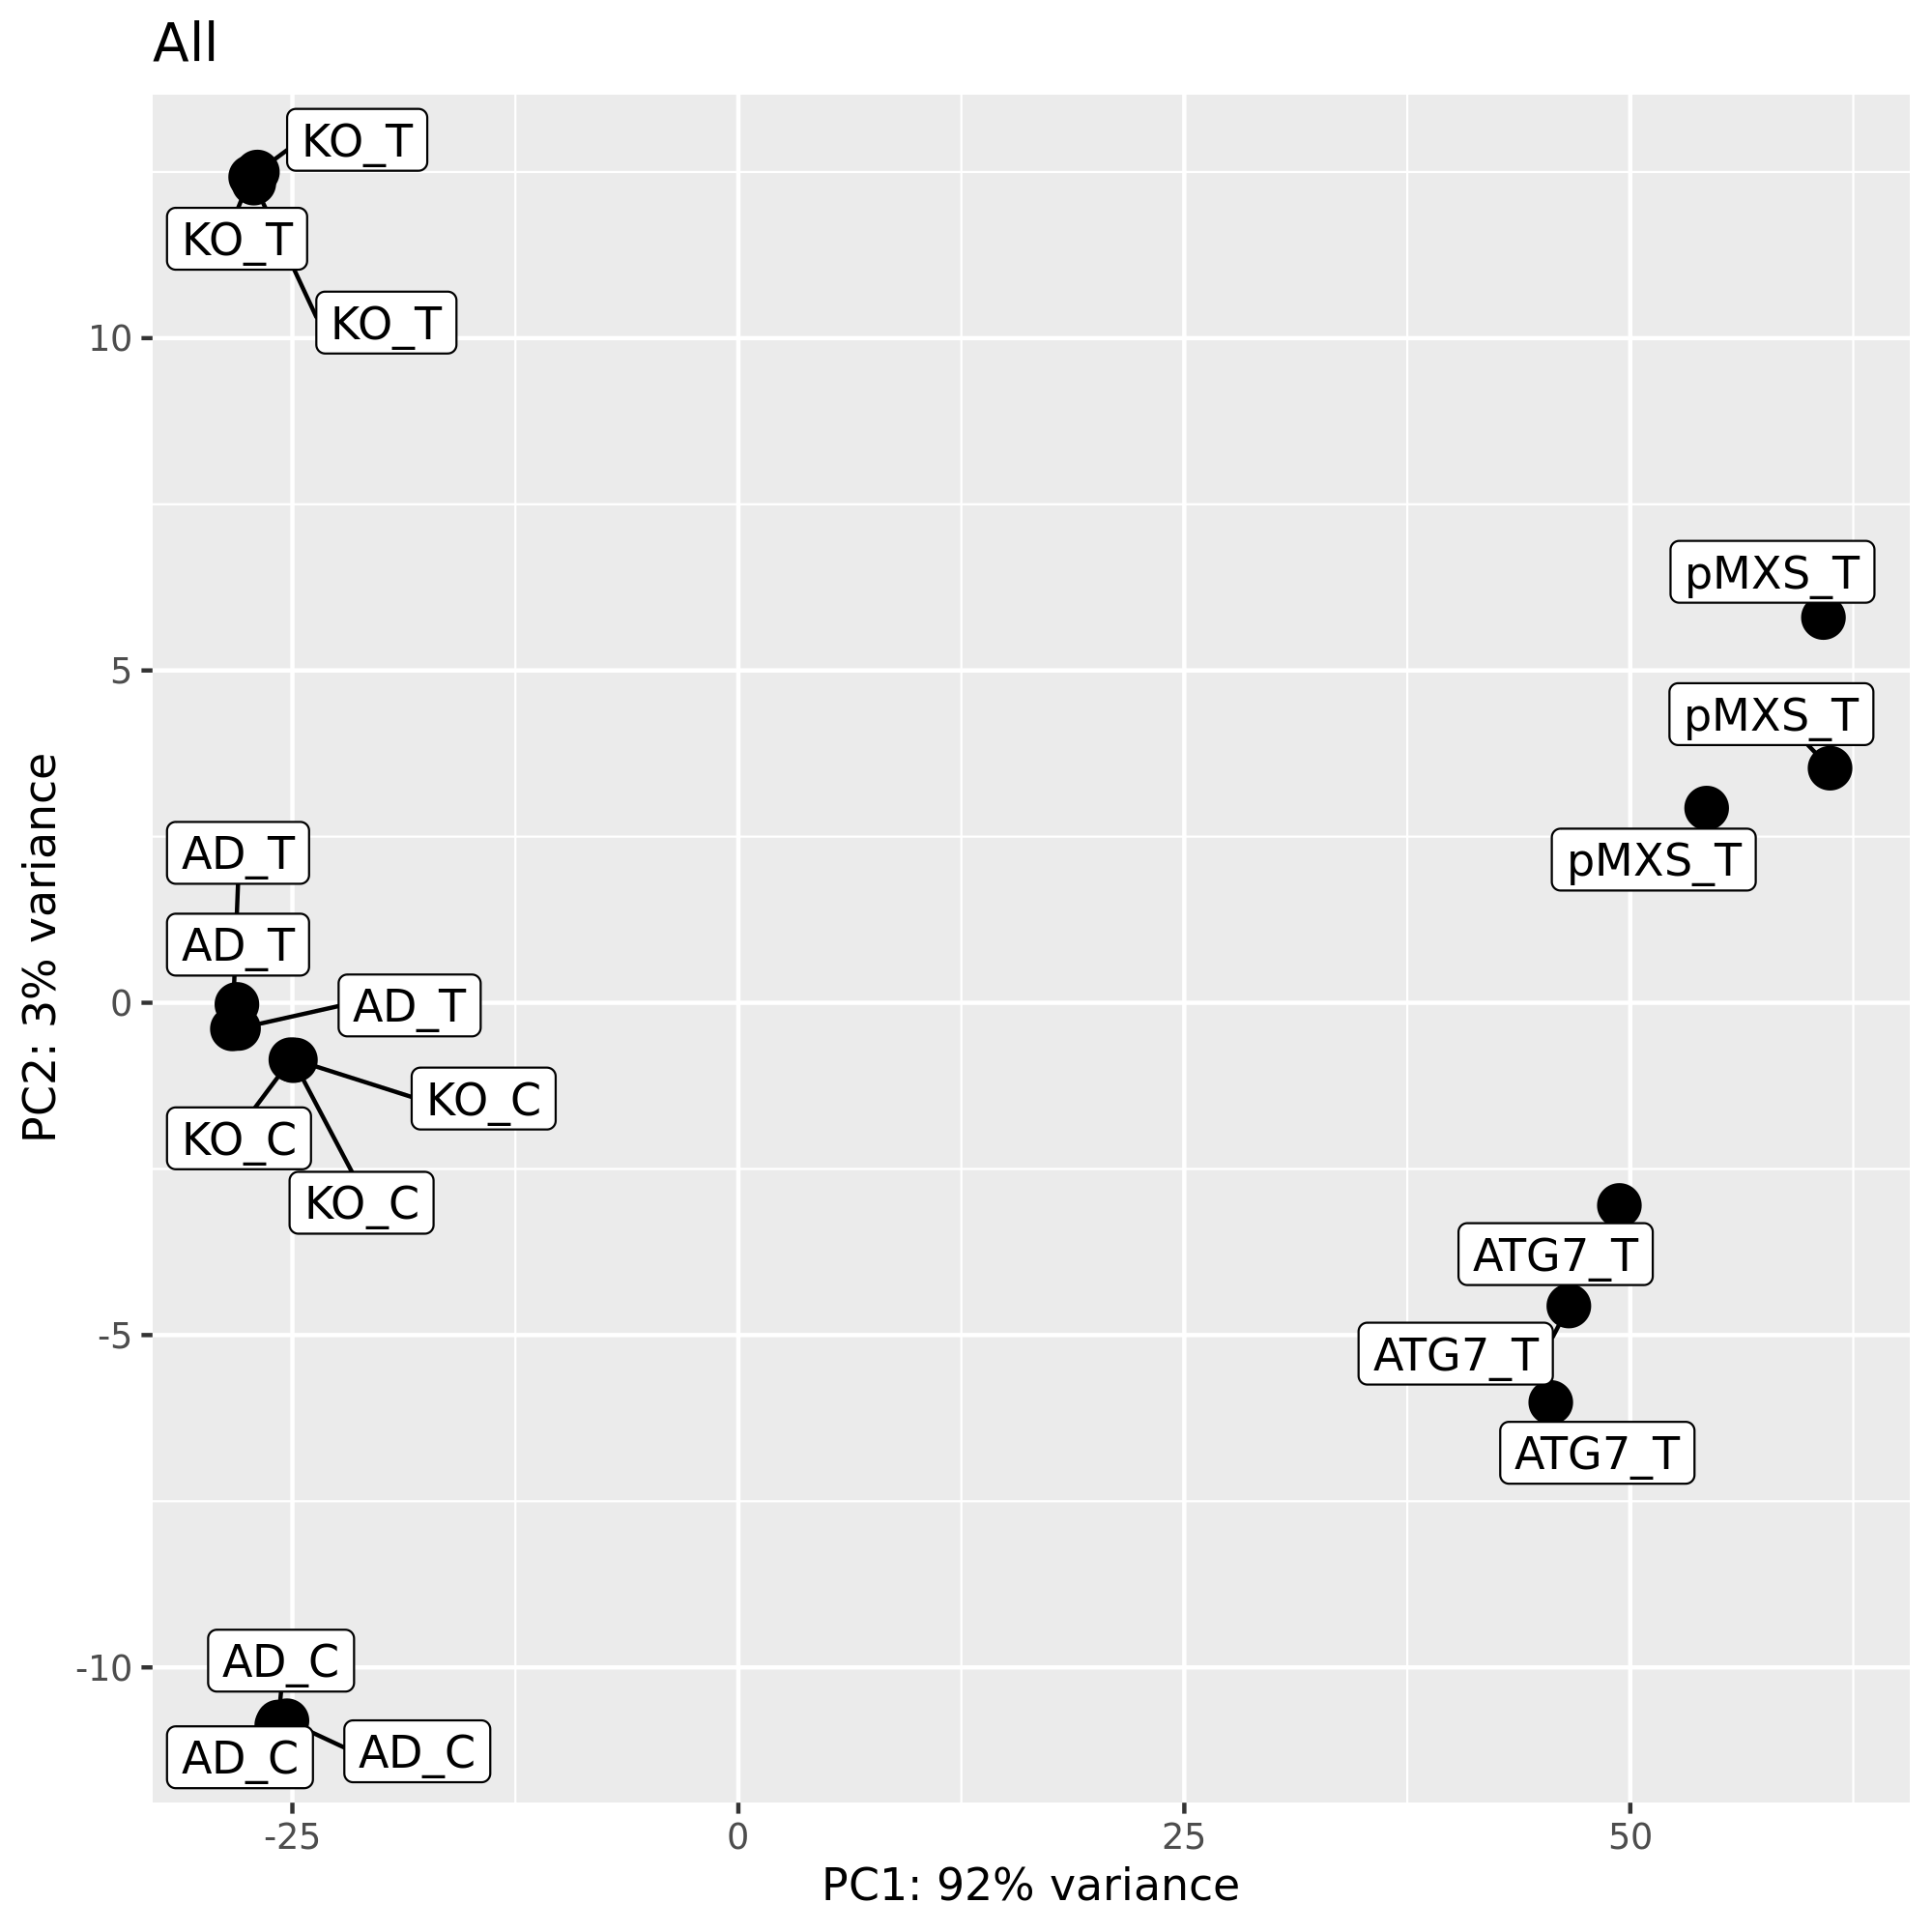 All
KO_T
KO_T
KO_T
10
pMXS_T
5
pMXS_T
pMXS_T
AD_T
AD_T
AD_T
0
KO_C
KO_C
KO_C
ATG7_T
-5
ATG7_T
ATG7_T
AD_C
-10
AD_C
AD_C
-25
0
25
50
PC1: 92% variance
PC2: 3% variance